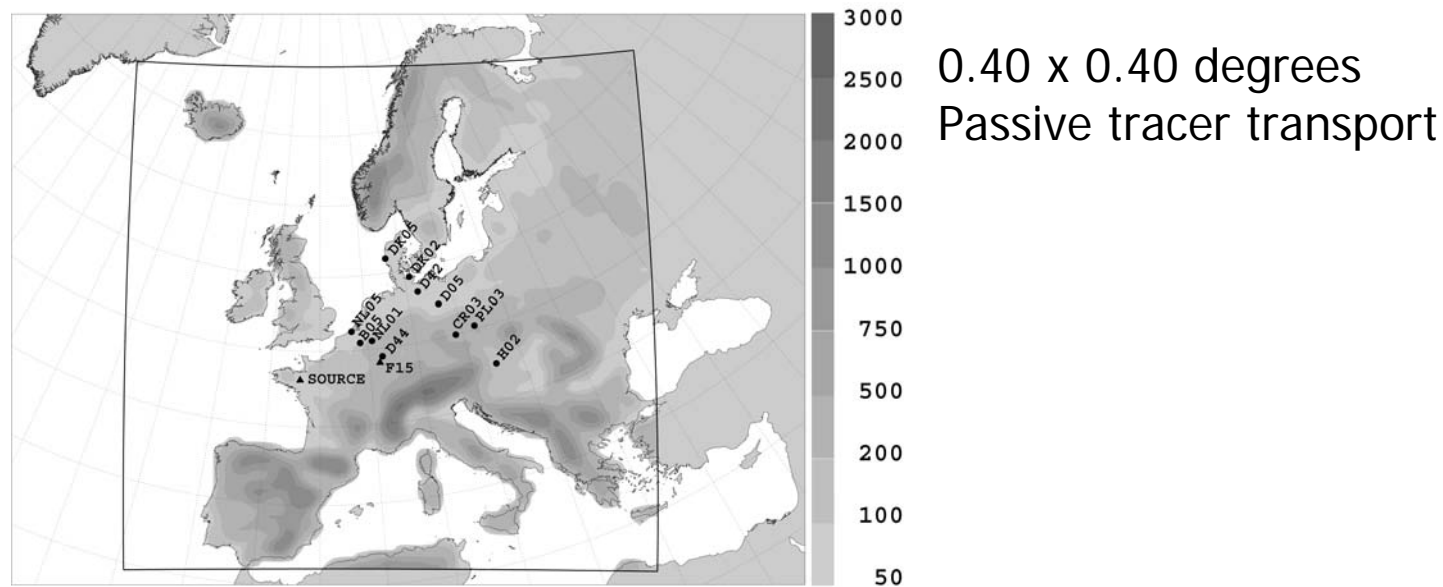 0.40 x 0.40 degrees
Passive tracer transport
3000
2500
2000
1500
1000
750
500
200
100
50
DK05
DK02
D42
D05
NL05
B05
NL01
D44
F15
CR03
PL03
H02
SOURCE